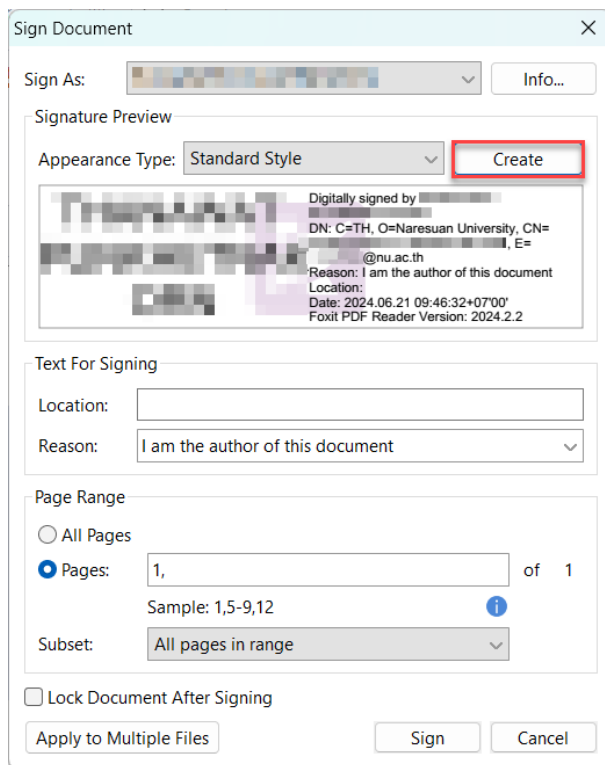 Sign Document
Sign As:
Info...
Signature Preview
Appearance Type: Standard Style
Create
Digitally signed by
DN: C=TH, O=Naresuan University, CN=
, E=
@nu.ac.th
Reason: I am the author of this document
Location:
Date: 2024.06.21 09:46:32+07'00'
Foxit PDF Reader Version: 2024.2.2
Text For Signing
Location:
Reason: I am the author of this document
Page Range
All Pages
Pages: 1, of 1
Sample: 1,5-9,12
Subset: All pages in range
Lock Document After Signing
Apply to Multiple Files Sign Cancel